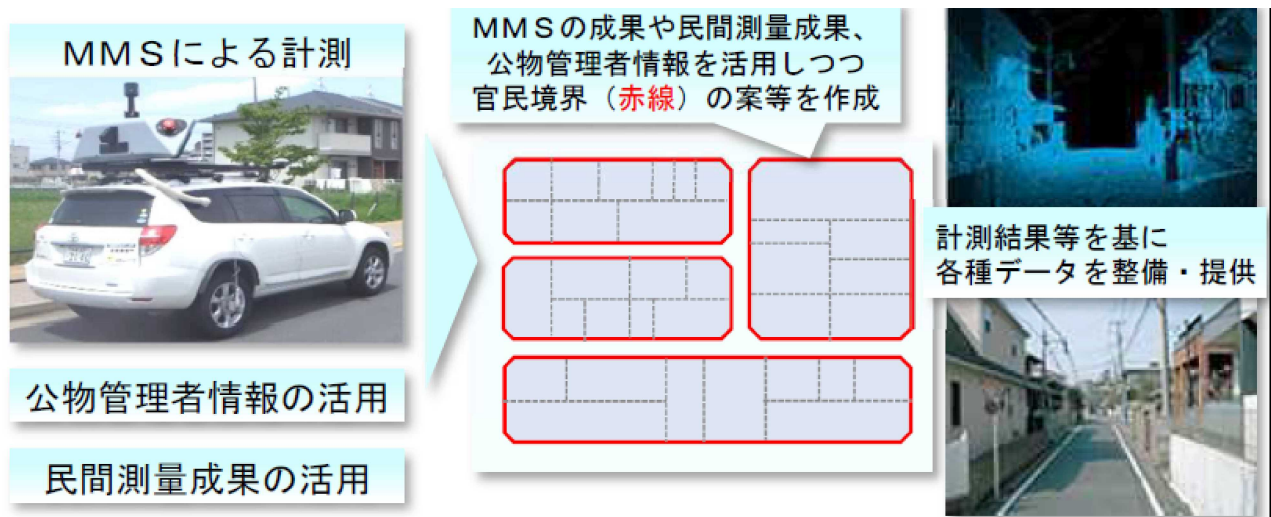 MMSによる計測
公物管理者情報の活用
民間測量成果の活用
MMSの成果や民間測量成果、
公物管理者情報を活用しつつ
官民境界（赤線）の案等を作成
計測結果等を基に
各種データを整備・提供